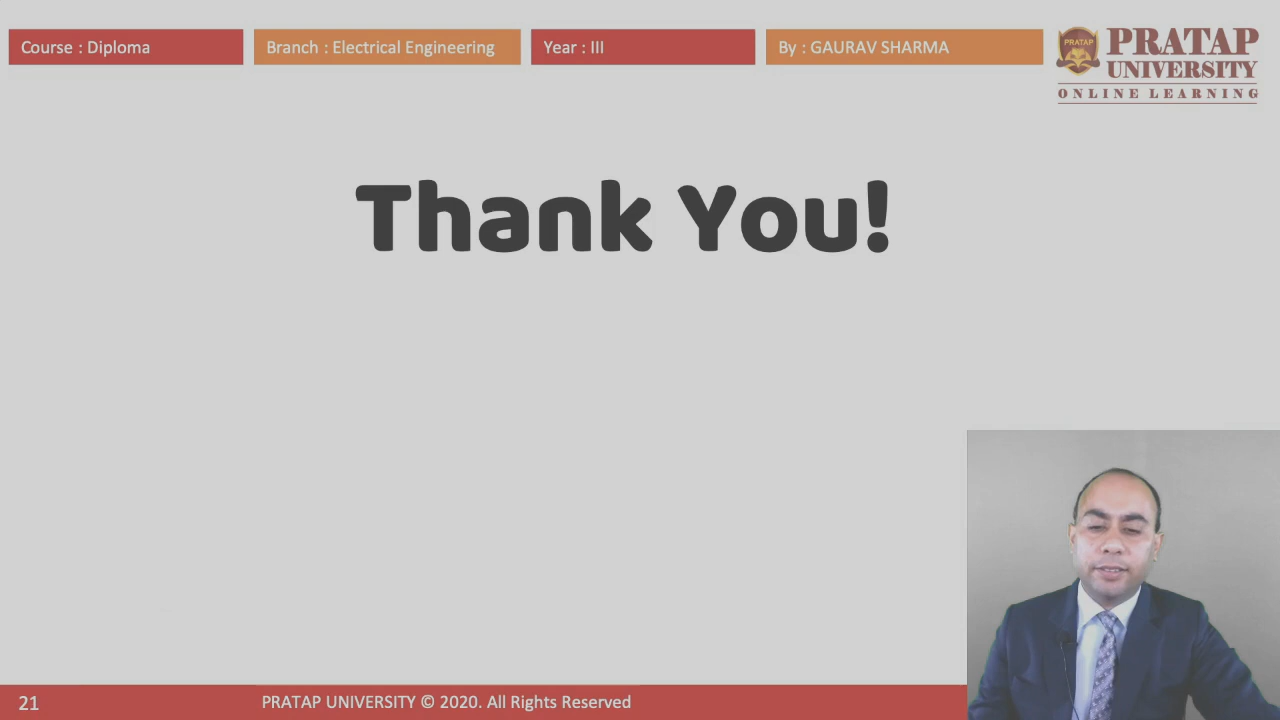 Course : Diploma
Branch : Electrical Engineering
Year : III
By : GAURAV SHARMA
PRATAP
PRATAP
UNIVERSITY
ONLINE LEARNING
Thank You!
21
PRATAP UNIVERSITY © 2020. All Rights Reserved